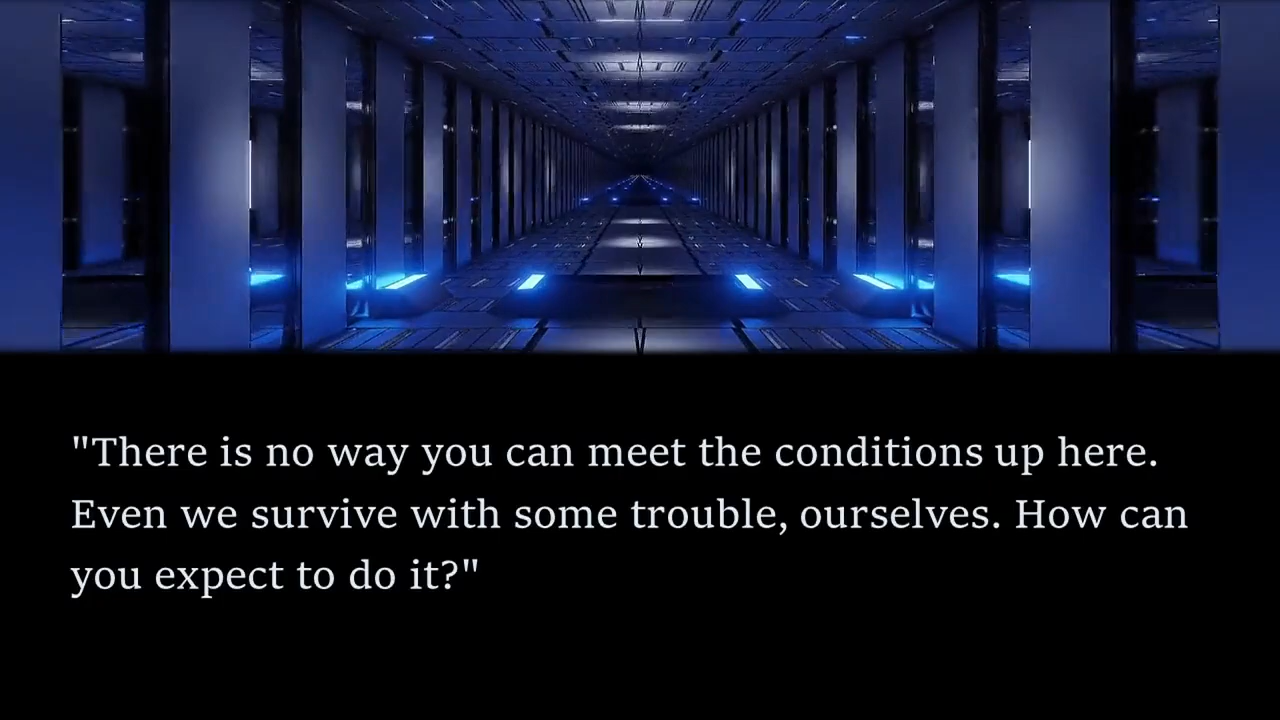 "There is no way you can meet the conditions up here.
Even we survive with some trouble, ourselves. How can
you expect to do it?"